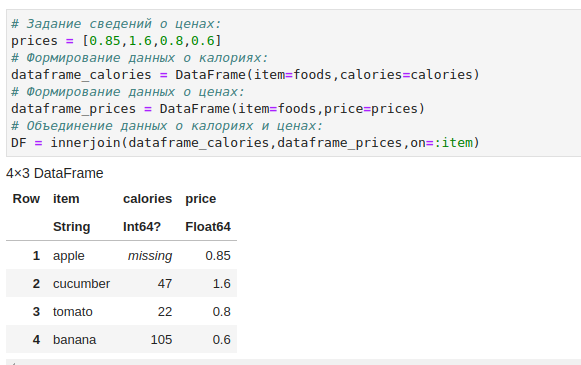 # Задание сведений о ценах:
prices = [0.85,1.6,0.8,0.6]
# Формирование данных о калориях:
dataframe_calories = DataFrame(item=foods,calories=calories)
# Формирование данных о ценах:
dataframe_prices = DataFrame(item=foods,price=prices)
# Объединение данных о калориях и ценах:
DF = innerjoin(dataframe_calories,dataframe_prices,on=:item)
4×3 DataFrame
Row item calories price
String Int64? Float64
1 apple missing 0.85
2 cucumber 47 1.6
3 tomato 22 0.8
4 banana 105 0.6